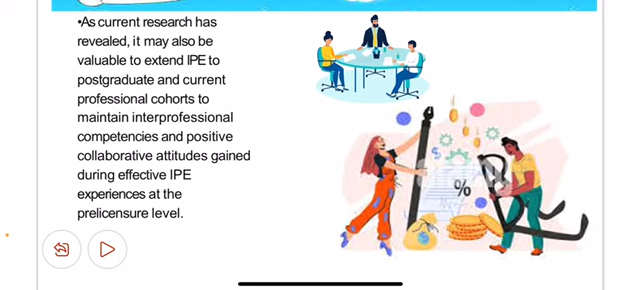 •As current research has
revealed, it may also be
valuable to extend IPE to
postgraduate and current
professional cohorts to
maintain interprofessional
competencies and positive
collaborative attitudes gained
during effective IPE
experiences at the
prelicensure level.
$
%